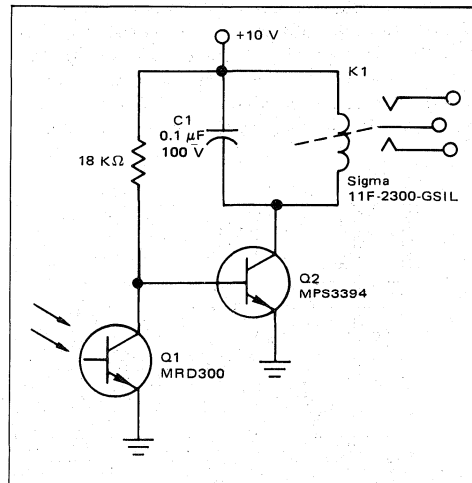 +10 V
K1
C1
0.1 μF
100 V
18 KΩ
Sigma
11F-2300-GSIL
Q2
MPS3394
Q1
MRD300